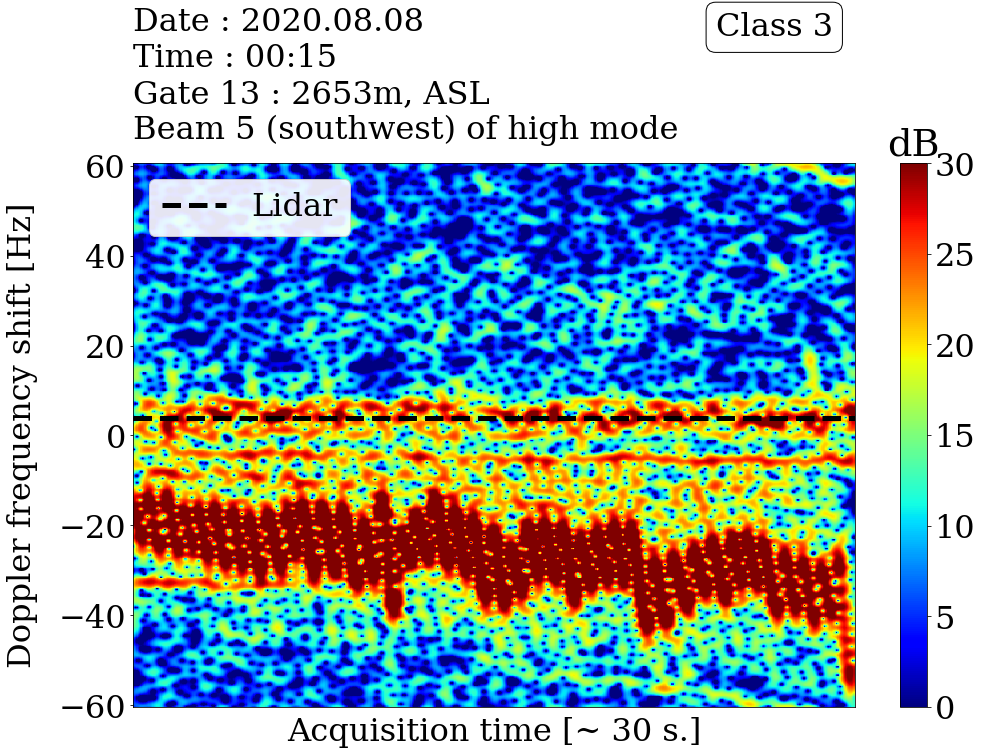 Date : 2020.08.08
Time : 00:15
Gate 13 : 2653m, ASL
Beam 5 (southwest) of high mode
Class 3
dB
Lidar
Doppler frequency shift [Hz]
60
40
20
0
−20
−40
−60
30
25
20
15
10
5
0
Acquisition time [~ 30 s.]